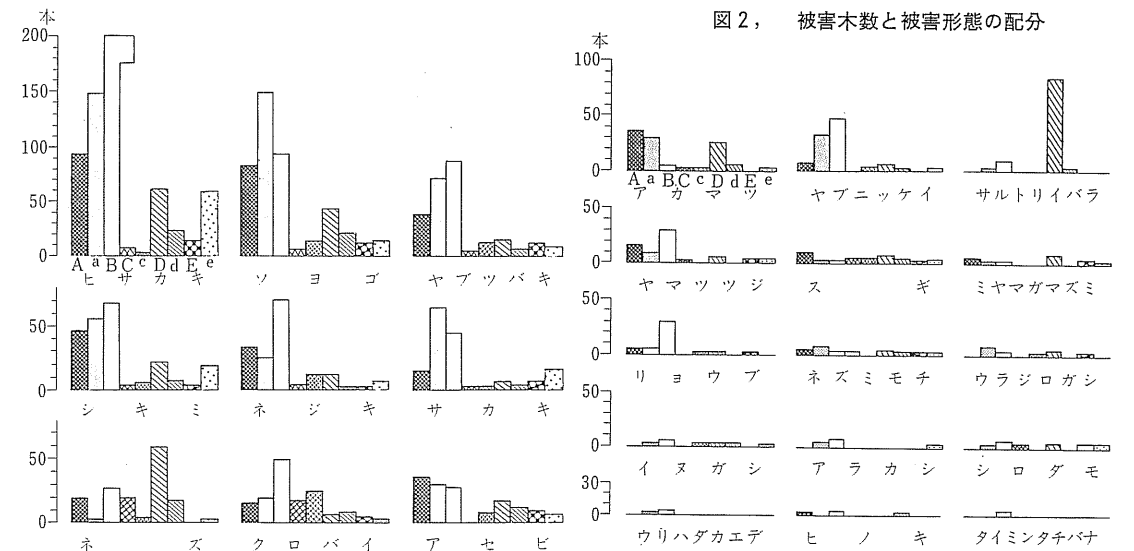 図2, 被害木数と被害形態の配分
本
200
150
100
50
0
A a B C c D d E e
ヒサカキ
ソヨゴ
ヤブツバキ
50
0
シキミ
ネジキ
サカキ
50
0
ネズ
クロバイ
アセビ
本
100
50
0
A a B C c D d E e
アカマツ
ヤブニッケイ
サルトリイバラ
50
0
ヤマツツジ
スギ
ミヤマガマズミ
50
0
リョウブ
ネズミモチ
ウラジロガシ
50
0
イヌガシ
アラカシ
シロダモ
30
0
ウリハダカエデ
ヒノキ
タイミンタチバナ